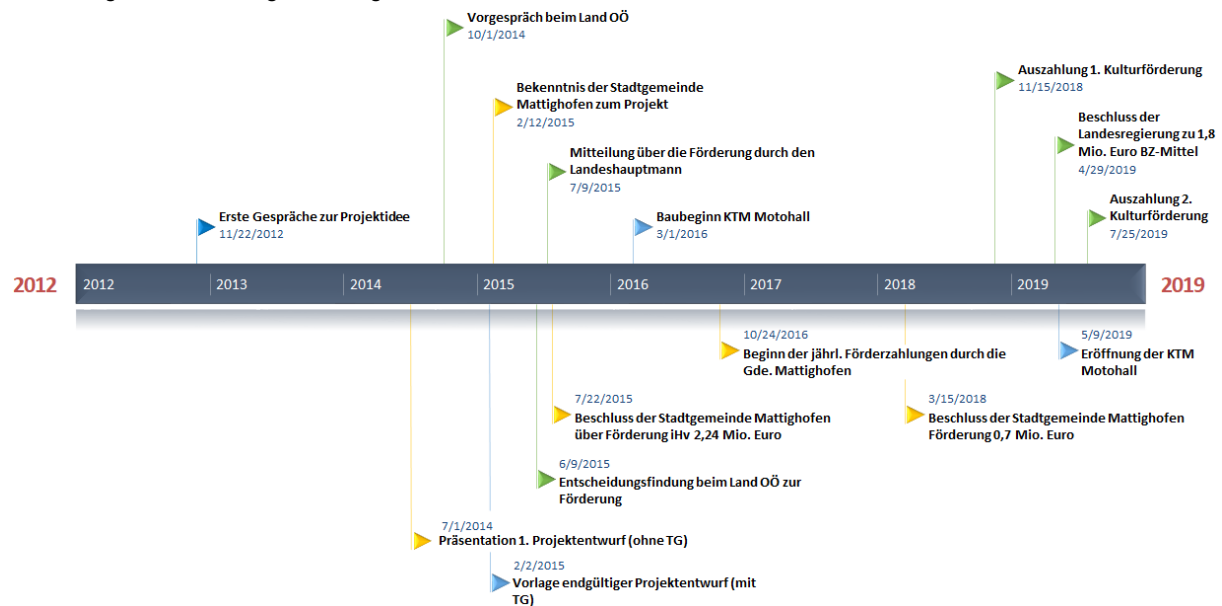 Vorgespräch beim Land OÖ
10/1/2014
Bekenntnis der Stadtgemeinde
Mattighofen zum Projekt
2/12/2015
Mitteilung über die Förderung durch den
Landeshauptmann
7/9/2015
Erste Gespräche zur Projektidee
11/22/2012
Baubeginn KTM Motohall
3/1/2016
Auszahlung 1. Kulturförderung
11/15/2018
Beschluss der
Landesregierung zu 1,8
Mio. Euro BZ-Mittel
4/29/2019
Auszahlung 2.
Kulturförderung
7/25/2019
2012
2012
2013
2014
2015
2016
2017
2018
2019
2019
10/24/2016
Beginn der jährl. Förderzahlungen durch die
Gde. Mattighofen
5/9/2019
Eröffnung der KTM
Motohall
7/22/2015
Beschluss der Stadtgemeinde Mattighofen
über Förderung iHv 2,24 Mio. Euro
3/15/2018
Beschluss der Stadtgemeinde Mattighofen
Förderung 0,7 Mio. Euro
6/9/2015
Entscheidungsfindung beim Land OÖ zur
Förderung
7/1/2014
Präsentation 1. Projektentwurf (ohne TG)
2/2/2015
Vorlage endgültiger Projektentwurf (mit
TG)